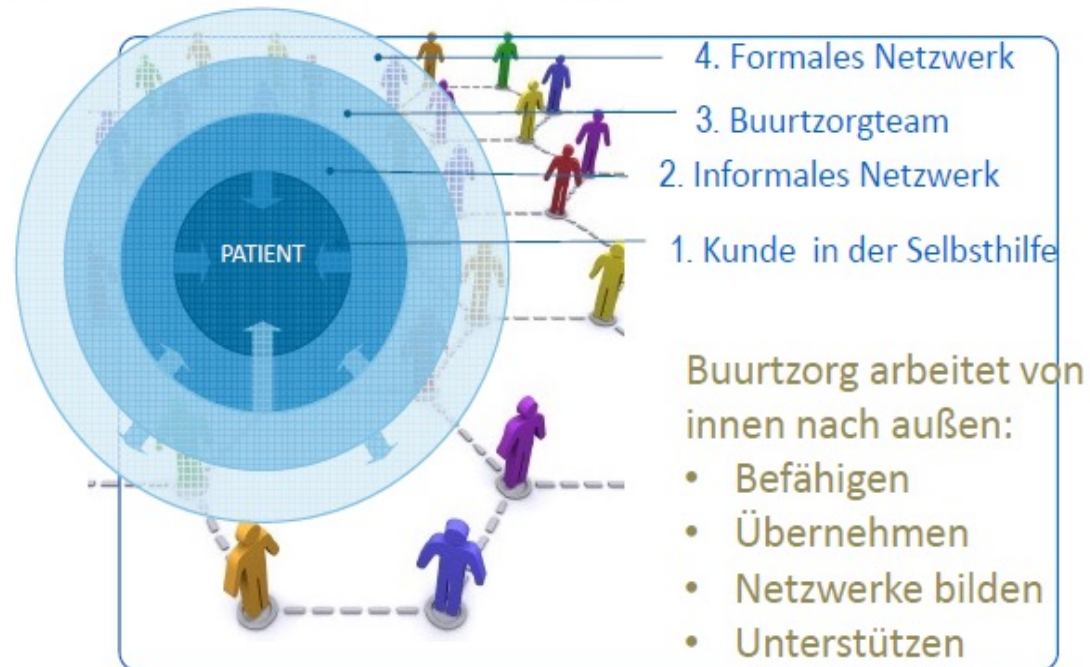 4. Formales Netzwerk
3. Buurtzorgteam
2. Informales Netzwerk
PATIENT
1. Kunde in der Selbsthilfe
Buurtzorg arbeitet von
innen nach außen:
• Befähigen
• Übernehmen
• Netzwerke bilden
• Unterstützen